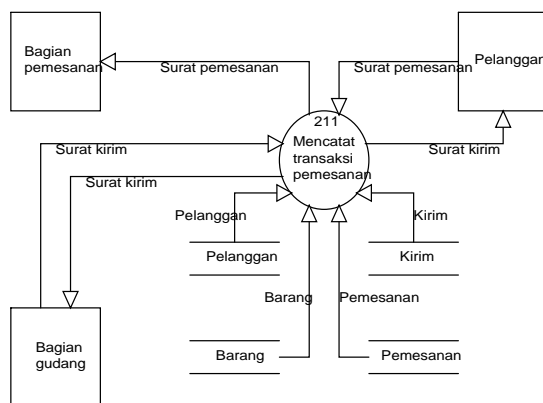 Bagian
pemesanan
Surat pemesanan
Surat pemesanan
Pelanggan
211
Mencatat
transaksi
pemesanan
Surat kirim
Surat kirim
Surat kirim
Pelanggan
Kirim
Pelanggan
Kirim
Barang
Pemesanan
Bagian
gudang
Barang
Pemesanan